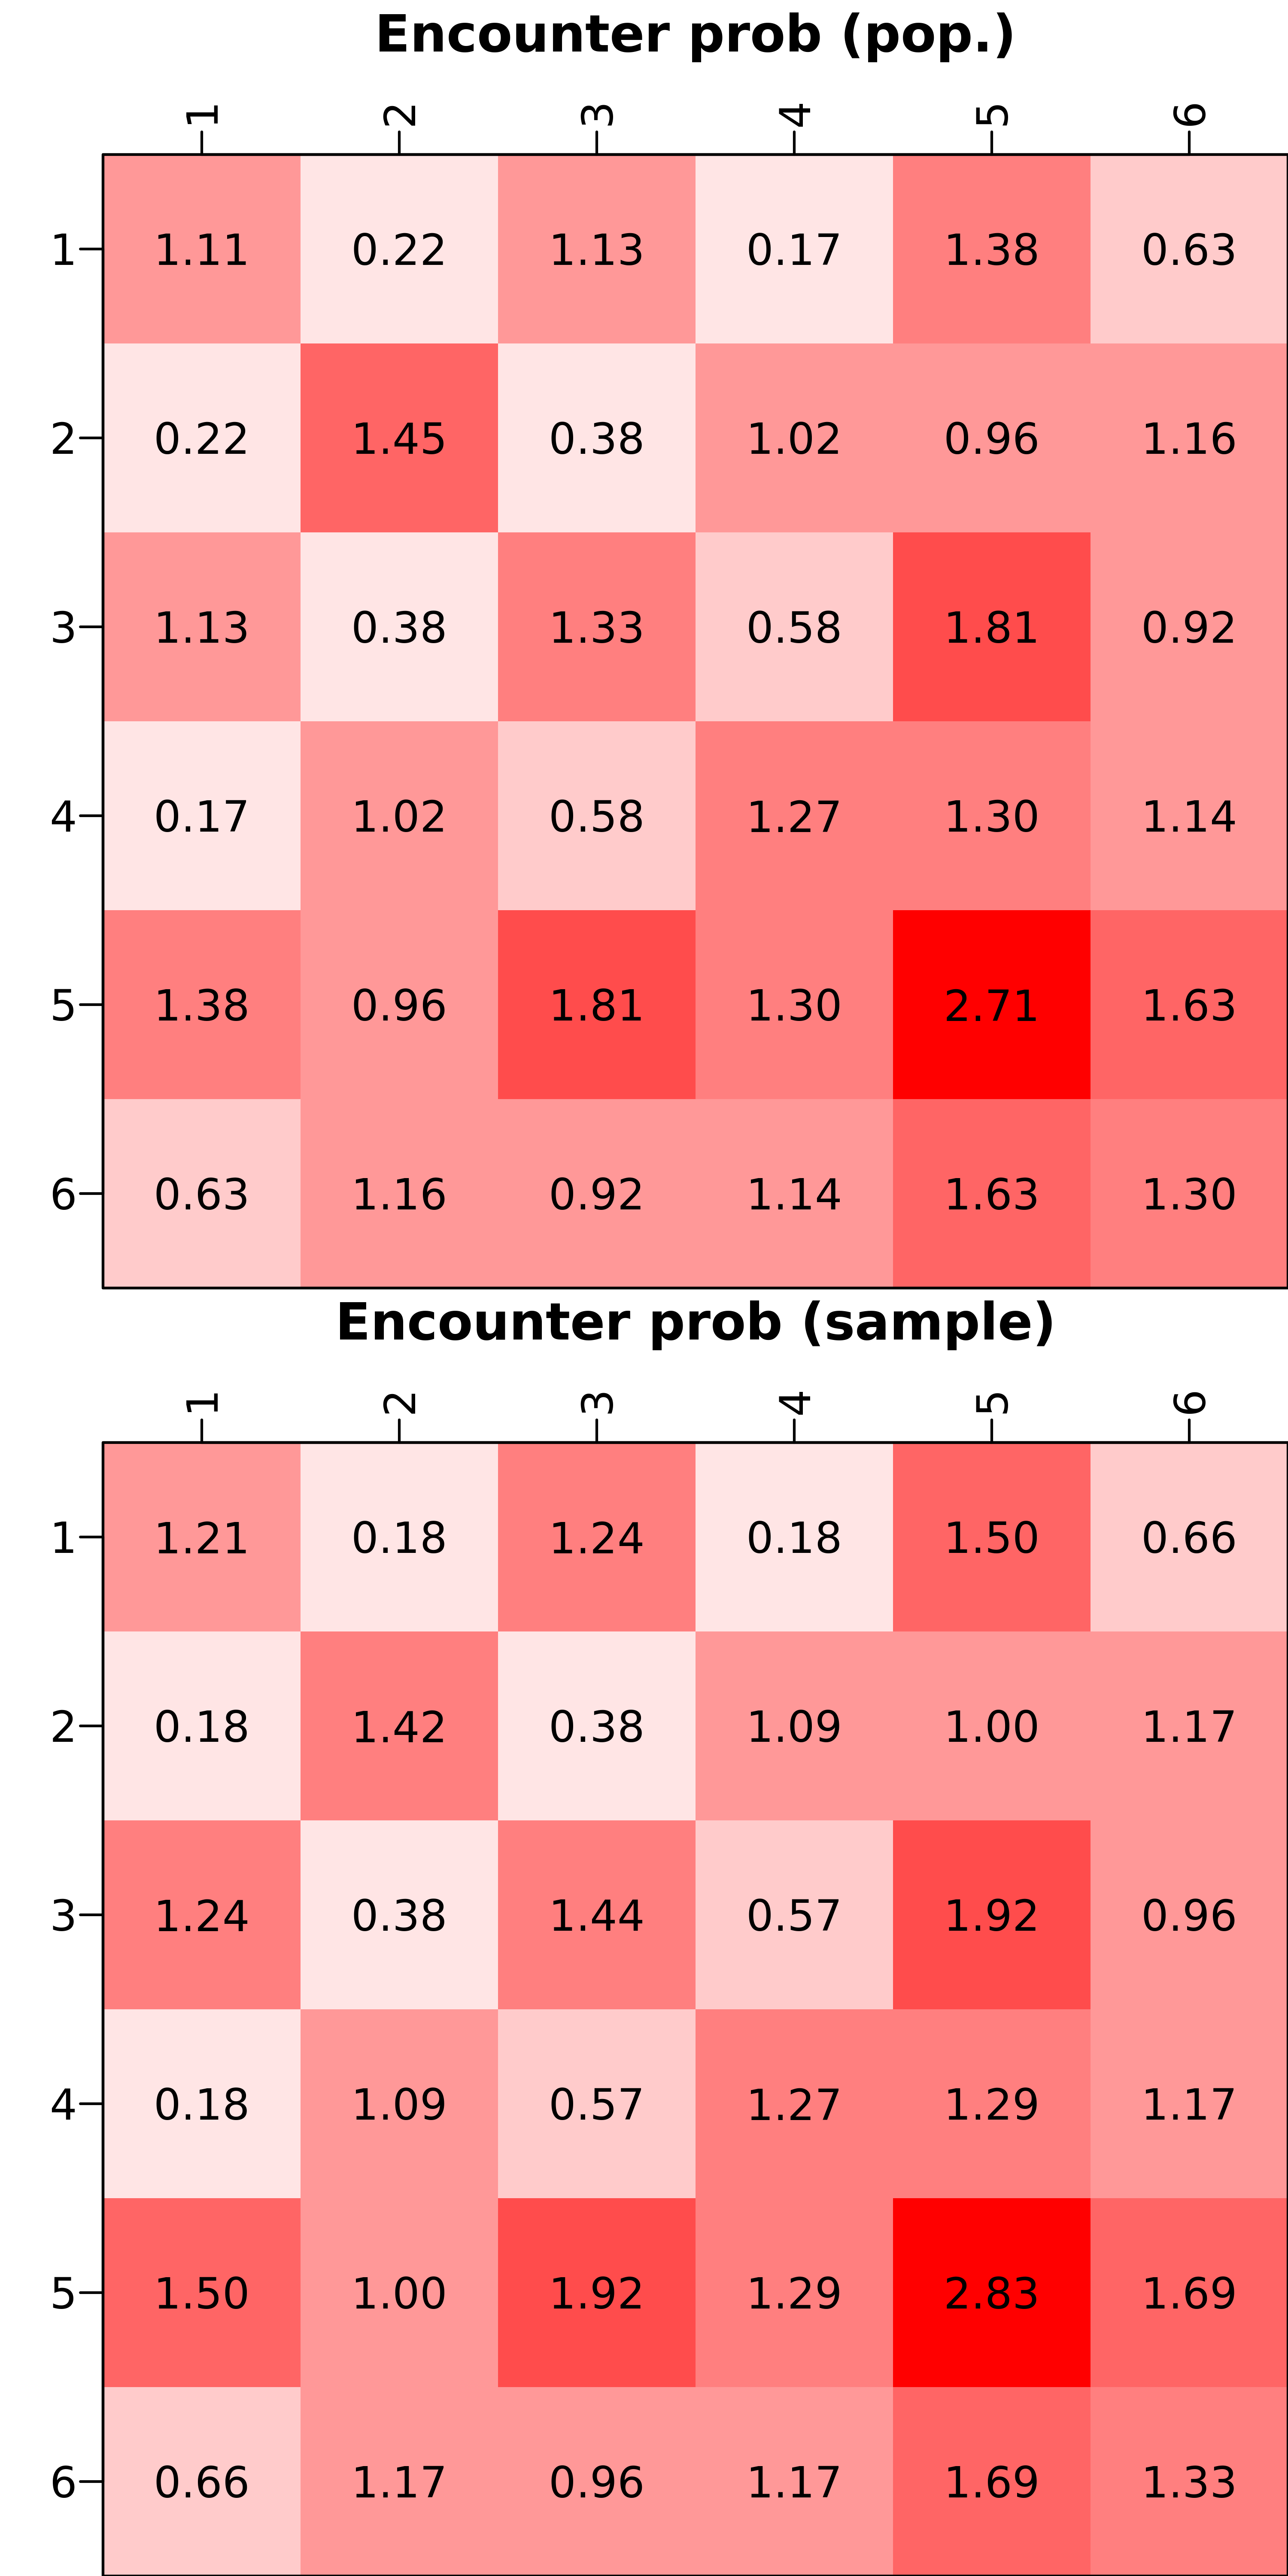 Encounter prob (pop.)
1 2 3 4 5 6
1 1.11 0.22 1.13 0.17 1.38 0.63
2 0.22 1.45 0.38 1.02 0.96 1.16
3 1.13 0.38 1.33 0.58 1.81 0.92
4 0.17 1.02 0.58 1.27 1.30 1.14
5 1.38 0.96 1.81 1.30 2.71 1.63
6 0.63 1.16 0.92 1.14 1.63 1.30
Encounter prob (sample)
1 2 3 4 5 6
1 1.21 0.18 1.24 0.18 1.50 0.66
2 0.18 1.42 0.38 1.09 1.00 1.17
3 1.24 0.38 1.44 0.57 1.92 0.96
4 0.18 1.09 0.57 1.27 1.29 1.17
5 1.50 1.00 1.92 1.29 2.83 1.69
6 0.66 1.17 0.96 1.17 1.69 1.33